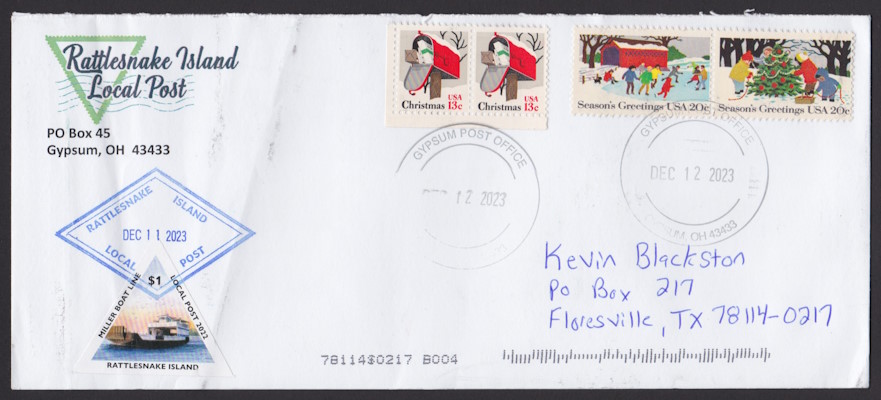 Rattlesnake Island
Local Post
PO Box 45
Gypsum, OH 43433
Christmas USA 13c
Christmas USA 13c
Season's Greetings USA 20c
Season's Greetings USA 20c
GYPSUM POST OFFICE
12 2023
GYPSUM POST OFFICE
DEC 12 2023
GYPSUM, OH 43433
RATTLESNAKE ISLAND
DEC 11 2023
LOCAL POST
$1
MILLER BOAT LINE
LOCAL POST 2022
RATTLESNAKE ISLAND
Kevin Blackston
Po Box 217
Floresville, TX 78114-0217
78114$0217 B004